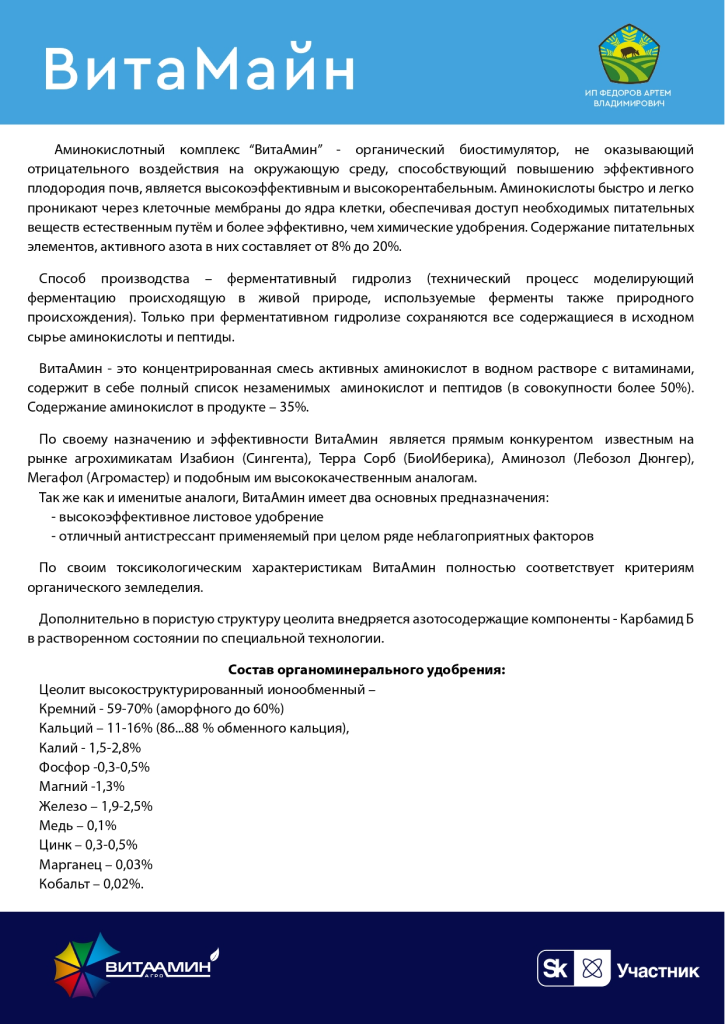 ВитаМайн
ИП ФЕДОРОВ АРТЕМ
ВЛАДИМИРОВИЧ
Аминокислотный комплекс “ВитаАмин” - органический биостимулятор, не оказывающий
отрицательного воздействия на окружающую среду, способствующий повышению эффективного
плодородия почв, является высокоэффективным и высокорентабельным. Аминокислоты быстро и легко
проникают через клеточные мембраны до ядра клетки, обеспечивая доступ необходимых питательных
веществ естественным путём и более эффективно, чем химические удобрения. Содержание питательных
элементов, активного азота в них составляет от 8% до 20%.
Способ производства – ферментативный гидролиз (технический процесс моделирующий
ферментацию происходящую в живой природе, используемые ферменты также природного
происхождения). Только при ферментативном гидролизе сохраняются все содержащиеся в исходном
сырье аминокислоты и пептиды.
ВитаАмин - это концентрированная смесь активных аминокислот в водном растворе с витаминами,
содержит в себе полный список незаменимых аминокислот и пептидов (в совокупности более 50%).
Содержание аминокислот в продукте – 35%.
По своему назначению и эффективности ВитаАмин является прямым конкурентом известным на
рынке агрохимикатам Изабион (Сингента), Терра Сорб (БиоИберика), Аминозол (Лебозол Дюнгер),
Мегафол (Агромастер) и подобным им высококачественным аналогам.
Так же как и именитые аналоги, ВитаАмин имеет два основных предназначения:
- высокоэффективное листовое удобрение
- отличный антистрессант применяемый при целом ряде неблагоприятных факторов
По своим токсикологическим характеристикам ВитаАмин полностью соответствует критериям
органического земледелия.
Дополнительно в пористую структуру цеолита внедряется азотосодержащие компоненты - Карбамид Б
в растворенном состоянии по специальной технологии.
Состав органоминерального удобрения:
Цеолит высокоструктурированный ионообменный –
Кремний - 59-70% (аморфного до 60%)
Кальций – 11-16% (86...88 % обменного кальция),
Калий - 1,5-2,8%
Фосфор -0,3-0,5%
Магний -1,3%
Железо – 1,9-2,5%
Медь – 0,1%
Цинк – 0,3-0,5%
Марганец – 0,03%
Кобальт – 0,02%.
ВИТААМИН
АГРО
Sk Участник